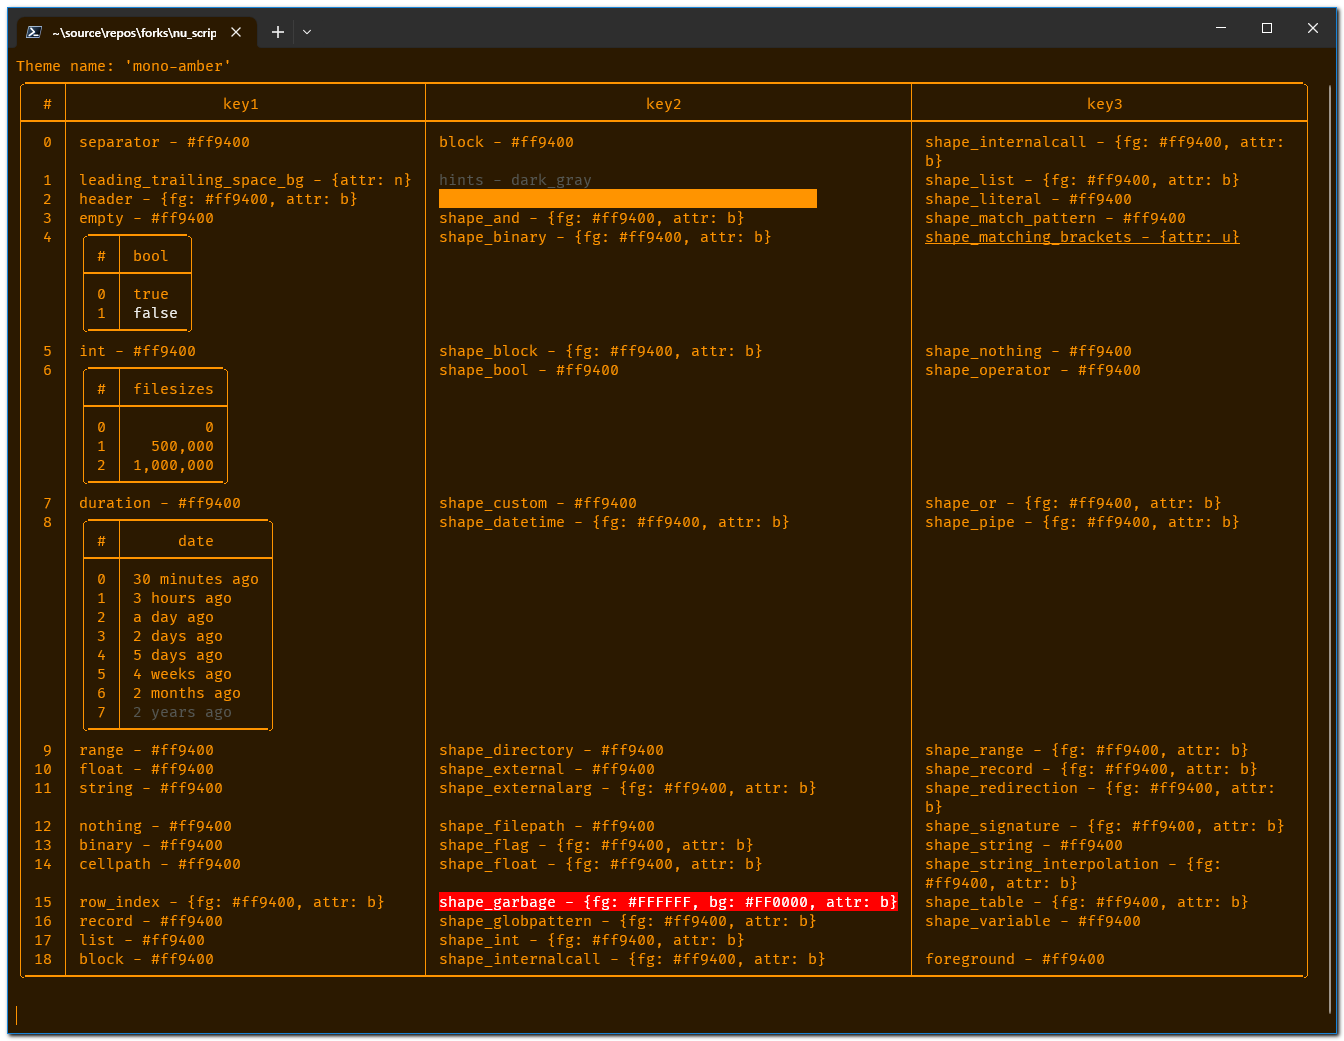 ~\source\repos\forks\nu_scrip
Theme name: 'mono-amber'
# key1 key2 key3
0 separator - #ff9400 block - #ff9400 shape_internalcall - {fg: #ff9400, attr:
b}
1 leading_trailing_space_bg - {attr: n} hints - dark_gray shape_list - {fg: #ff9400, attr: b}
2 header - {fg: #ff9400, attr: b} shape_literal - #ff9400
3 empty - #ff9400 shape_and - {fg: #ff9400, attr: b} shape_match_pattern - #ff9400
4 shape_binary - {fg: #ff9400, attr: b} shape_matching_brackets - {attr: u}
# bool
0 true
1 false
5 int - #ff9400 shape_block - {fg: #ff9400, attr: b} shape_nothing - #ff9400
6 shape_bool - #ff9400 shape_operator - #ff9400
# filesizes
0 0
1 500,000
2 1,000,000
7 duration - #ff9400 shape_custom - #ff9400 shape_or - {fg: #ff9400, attr: b}
8 shape_datetime - {fg: #ff9400, attr: b} shape_pipe - {fg: #ff9400, attr: b}
# date
0 30 minutes ago
1 3 hours ago
2 a day ago
3 2 days ago
4 5 days ago
5 4 weeks ago
6 2 months ago
7 2 years ago
9 range - #ff9400 shape_directory - #ff9400 shape_range - {fg: #ff9400, attr: b}
10 float - #ff9400 shape_external - #ff9400 shape_record - {fg: #ff9400, attr: b}
11 string - #ff9400 shape_externalarg - {fg: #ff9400, attr: b} shape_redirection - {fg: #ff9400, attr:
b}
12 nothing - #ff9400 shape_filepath - #ff9400 shape_signature - {fg: #ff9400, attr: b}
13 binary - #ff9400 shape_flag - {fg: #ff9400, attr: b} shape_string - #ff9400
14 cellpath - #ff9400 shape_float - {fg: #ff9400, attr: b} shape_string_interpolation - {fg:
#ff9400, attr: b}
15 row_index - {fg: #ff9400, attr: b} shape_garbage - {fg: #FFFFFF, bg: #FF0000, attr: b} shape_table - {fg: #ff9400, attr: b}
16 record - #ff9400 shape_globpattern - {fg: #ff9400, attr: b} shape_variable - #ff9400
17 list - #ff9400 shape_int - {fg: #ff9400, attr: b}
18 block - #ff9400 shape_internalcall - {fg: #ff9400, attr: b} foreground - #ff9400